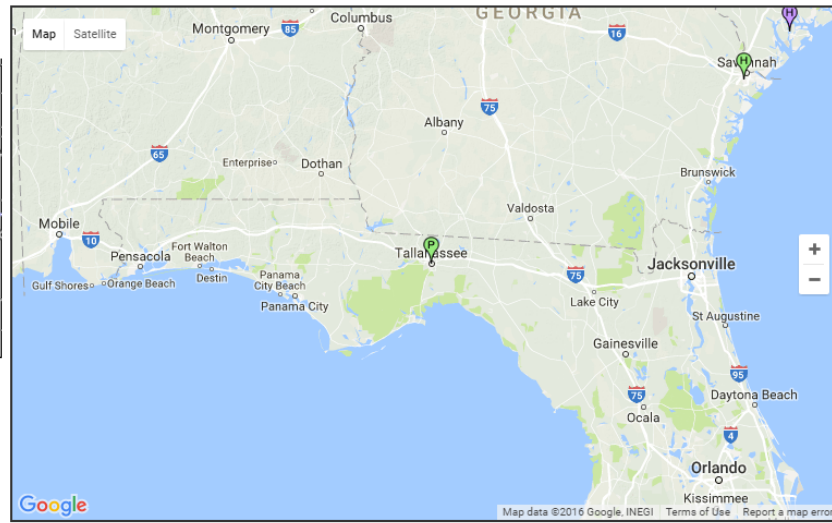 Map
Satellite
Montgomery
85
Columbus
GEORGIA
H
16
H
Savannah
75
Albany
65
Enterprise
Dothan
Brunswick
Valdosta
Mobile
10
Pensacola
Fort Walton
Beach
P
Tallahassee
+
−
Gulf Shores
Orange Beach
Destin
Panama
City Beach
Panama City
75
Lake City
Jacksonville
St Augustine
Gainesville
95
75
Ocala
Daytona Beach
4
Orlando
Kissimmee
Google
Map data ©2016 Google, INEGI
Terms of Use
Report a map error